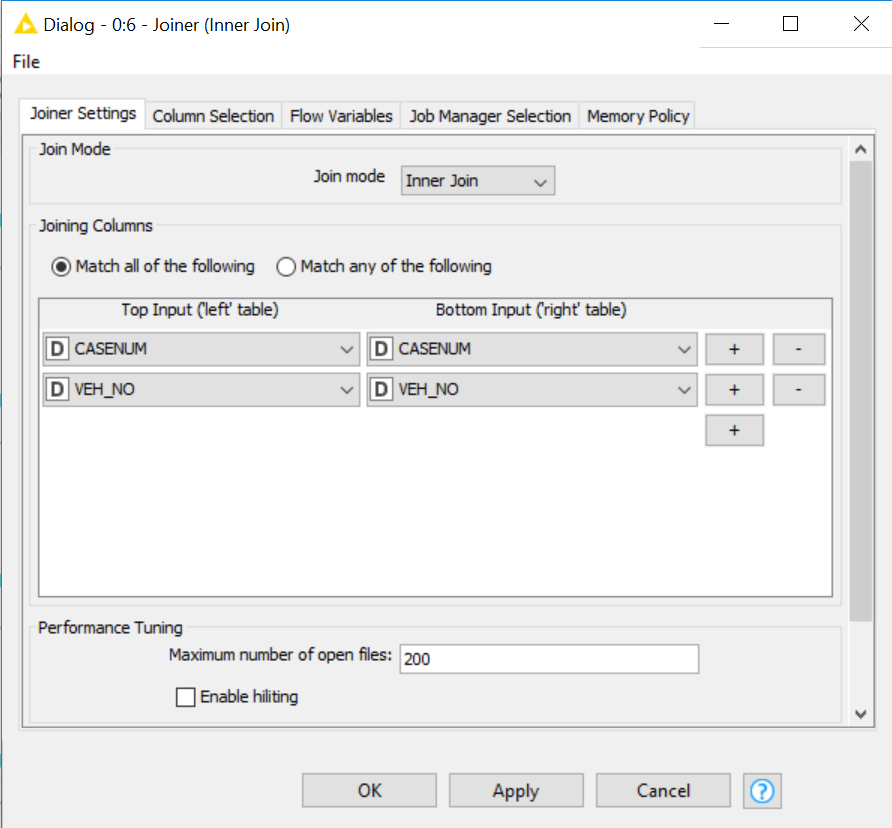 Dialog - 0:6 - Joiner (Inner Join)
File
Joiner Settings Column Selection Flow Variables Job Manager Selection Memory Policy
Join Mode
Join mode Inner Join
Joining Columns
Match all of the following Match any of the following
Top Input ('left' table) Bottom Input ('right' table)
D CASENUM D CASENUM + -
D VEH_NO D VEH_NO + -
+
Performance Tuning
Maximum number of open files: 200
Enable hiliting
OK Apply Cancel ?